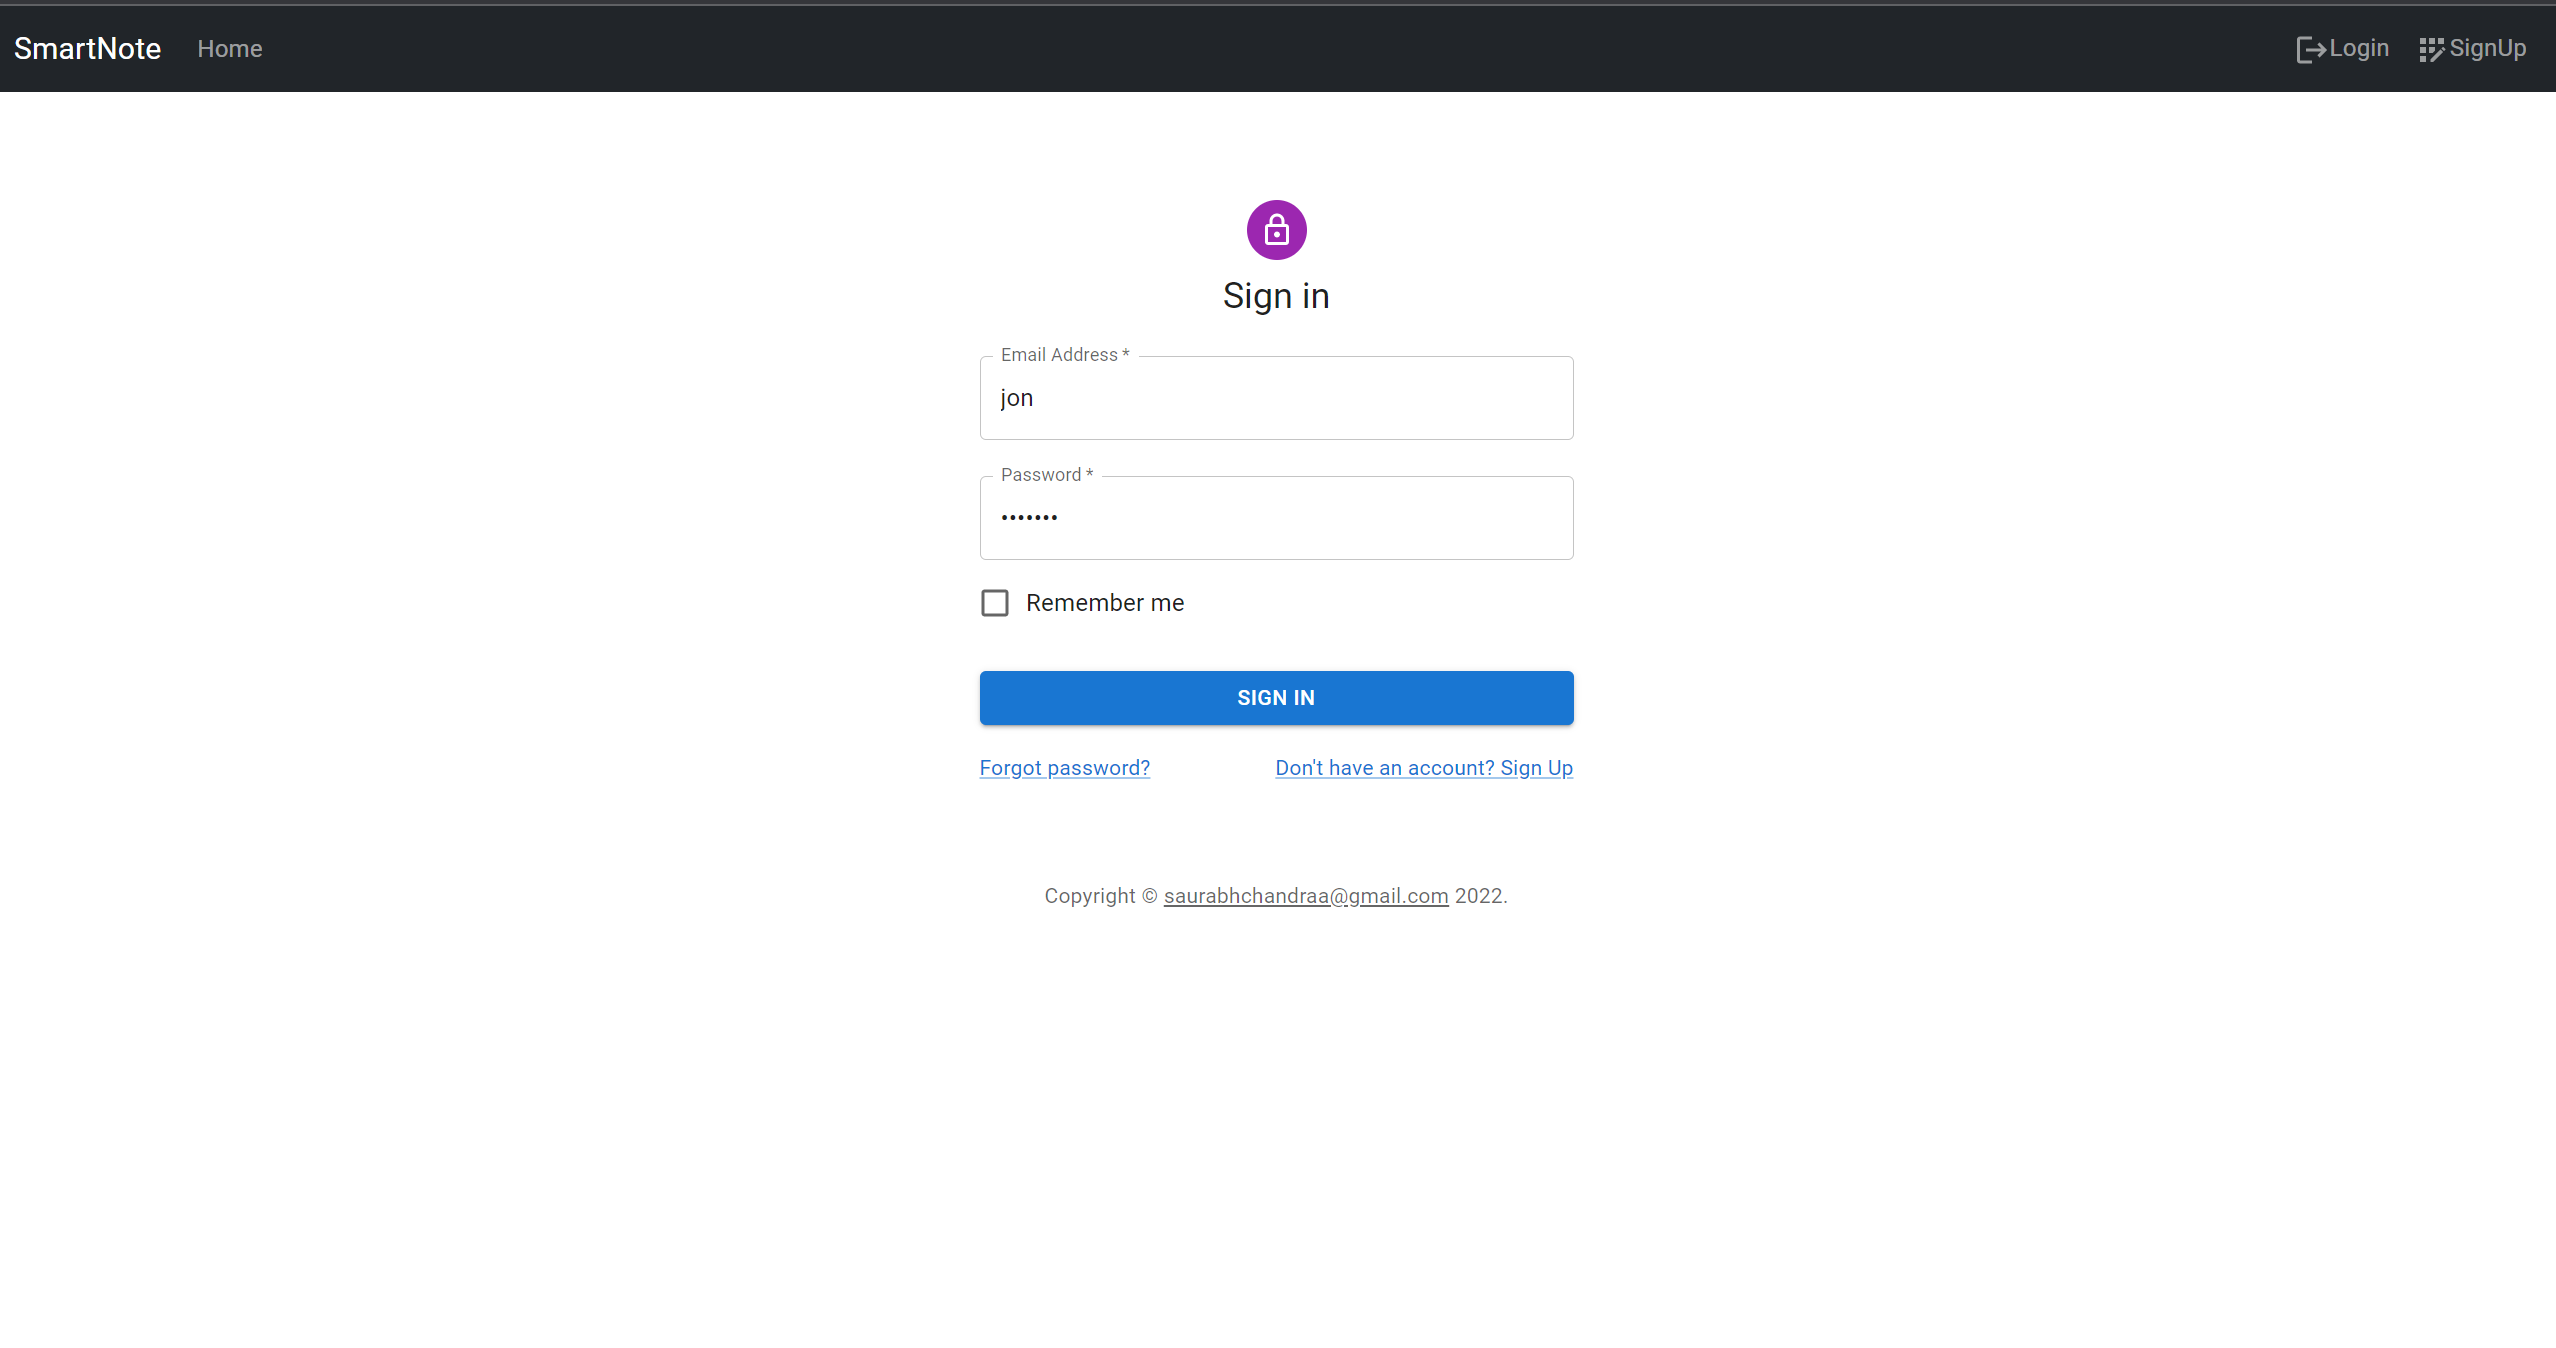 SmartNote Home Login SignUp
Sign in
Email Address *
jon
Password *
•••••••
Remember me
SIGN IN
Forgot password? Don't have an account? Sign Up
Copyright © saurabhchandraa@gmail.com 2022.